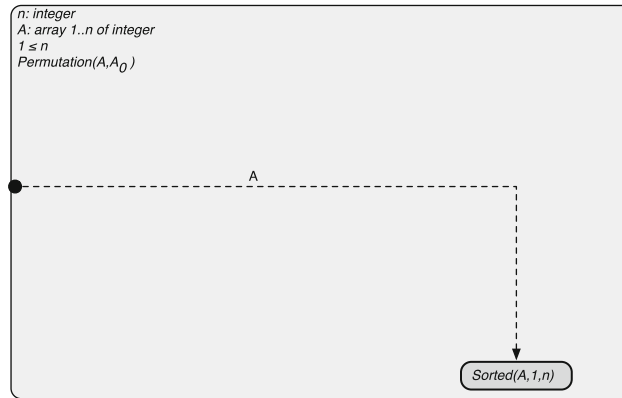 n: integer
A: array 1..n of integer
1 ≤ n
Permutation(A,A0 )
A
Sorted(A,1,n)